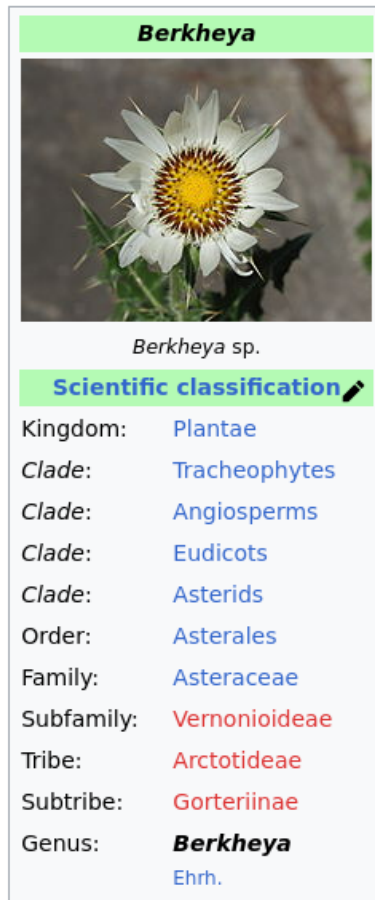 Berkheya
Berkheya sp.
Scientific classification
Kingdom: Plantae
Clade: Tracheophytes
Clade: Angiosperms
Clade: Eudicots
Clade: Asterids
Order: Asterales
Family: Asteraceae
Subfamily: Vernonioideae
Tribe: Arctotideae
Subtribe: Gorteriinae
Genus: Berkheya
Ehrh.